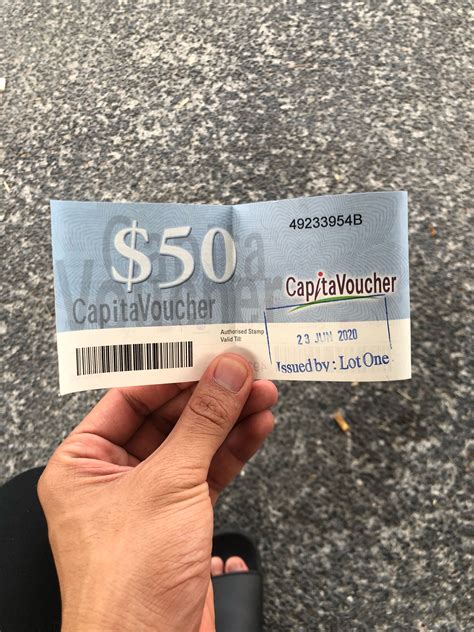 49233954B
$50
CapitaVoucher
CapitaVoucher
Authorised Stamp
Valid Till:
23 JUN 2020
Issued by : Lot One